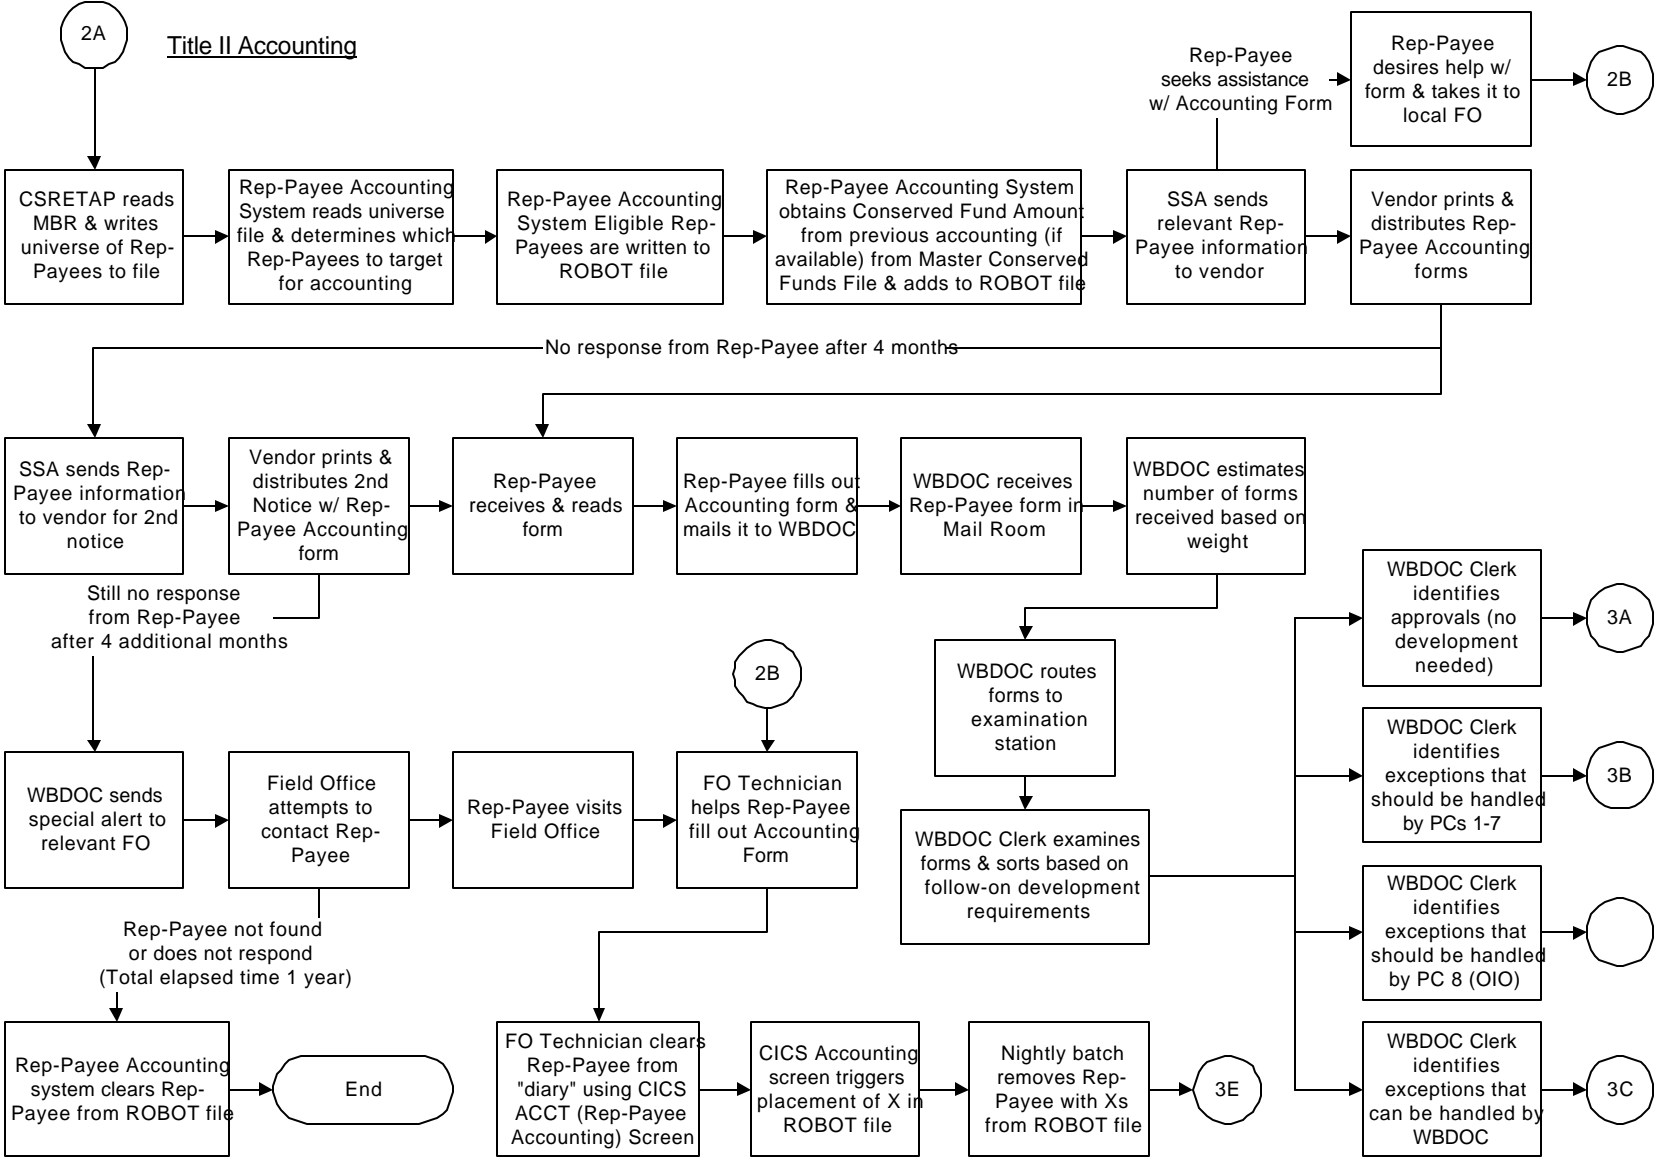 2A
Title II Accounting
Rep-Payee
seeks assistance
w/ Accounting Form
Rep-Payee
desires help w/
form & takes it to
local FO
2B
CSRETAP reads
MBR & writes
universe of Rep-
Payees to file
Rep-Payee Accounting
System reads universe
file & determines which
Rep-Payees to target
for accounting
Rep-Payee Accounting
System Eligible Rep-
Payees are written to
ROBOT file
Rep-Payee Accounting System
obtains Conserved Fund Amount
from previous accounting (if
available) from Master Conserved
Funds File & adds to ROBOT file
SSA sends
relevant Rep-
Payee information
to vendor
Vendor prints &
distributes Rep-
Payee Accounting
forms
No response from Rep-Payee after 4 months
SSA sends Rep-
Payee information
to vendor for 2nd
notice
Vendor prints &
distributes 2nd
Notice w/ Rep-
Payee Accounting
form
Rep-Payee
receives & reads
form
Rep-Payee fills out
Accounting form &
mails it to WBDOC
WBDOC receives
Rep-Payee form in
Mail Room
WBDOC estimates
number of forms
received based on
weight
Still no response
from Rep-Payee
after 4 additional months
2B
WBDOC routes
forms to
examination
station
WBDOC Clerk
identifies
approvals (no
development
needed)
3A
WBDOC sends
special alert to
relevant FO
Field Office
attempts to
contact Rep-
Payee
Rep-Payee visits
Field Office
FO Technician
helps Rep-Payee
fill out Accounting
Form
WBDOC Clerk examines
forms & sorts based on
follow-on development
requirements
WBDOC Clerk
identifies
exceptions that
should be handled
by PCs 1-7
3B
WBDOC Clerk
identifies
exceptions that
should be handled
by PC 8 (OIO)
Rep-Payee not found
or does not respond
(Total elapsed time 1 year)
Rep-Payee Accounting
system clears Rep-
Payee from ROBOT file
End
FO Technician clears
Rep-Payee from
"diary" using CICS
ACCT (Rep-Payee
Accounting) Screen
CICS Accounting
screen triggers
placement of X in
ROBOT file
Nightly batch
removes Rep-
Payee with Xs
from ROBOT file
3E
WBDOC Clerk
identifies
exceptions that
can be handled by
WBDOC
3C